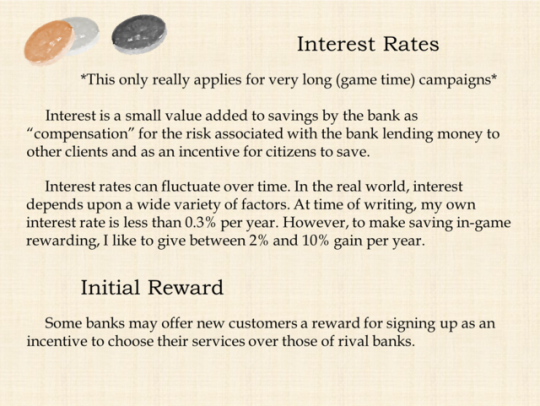 Interest Rates
*This only really applies for very long (game time) campaigns*
Interest is a small value added to savings by the bank as
“compensation” for the risk associated with the bank lending money to
other clients and as an incentive for citizens to save.
Interest rates can fluctuate over time. In the real world, interest
depends upon a wide variety of factors. At time of writing, my own
interest rate is less than 0.3% per year. However, to make saving in-game
rewarding, I like to give between 2% and 10% gain per year.
Initial Reward
Some banks may offer new customers a reward for signing up as an
incentive to choose their services over those of rival banks.